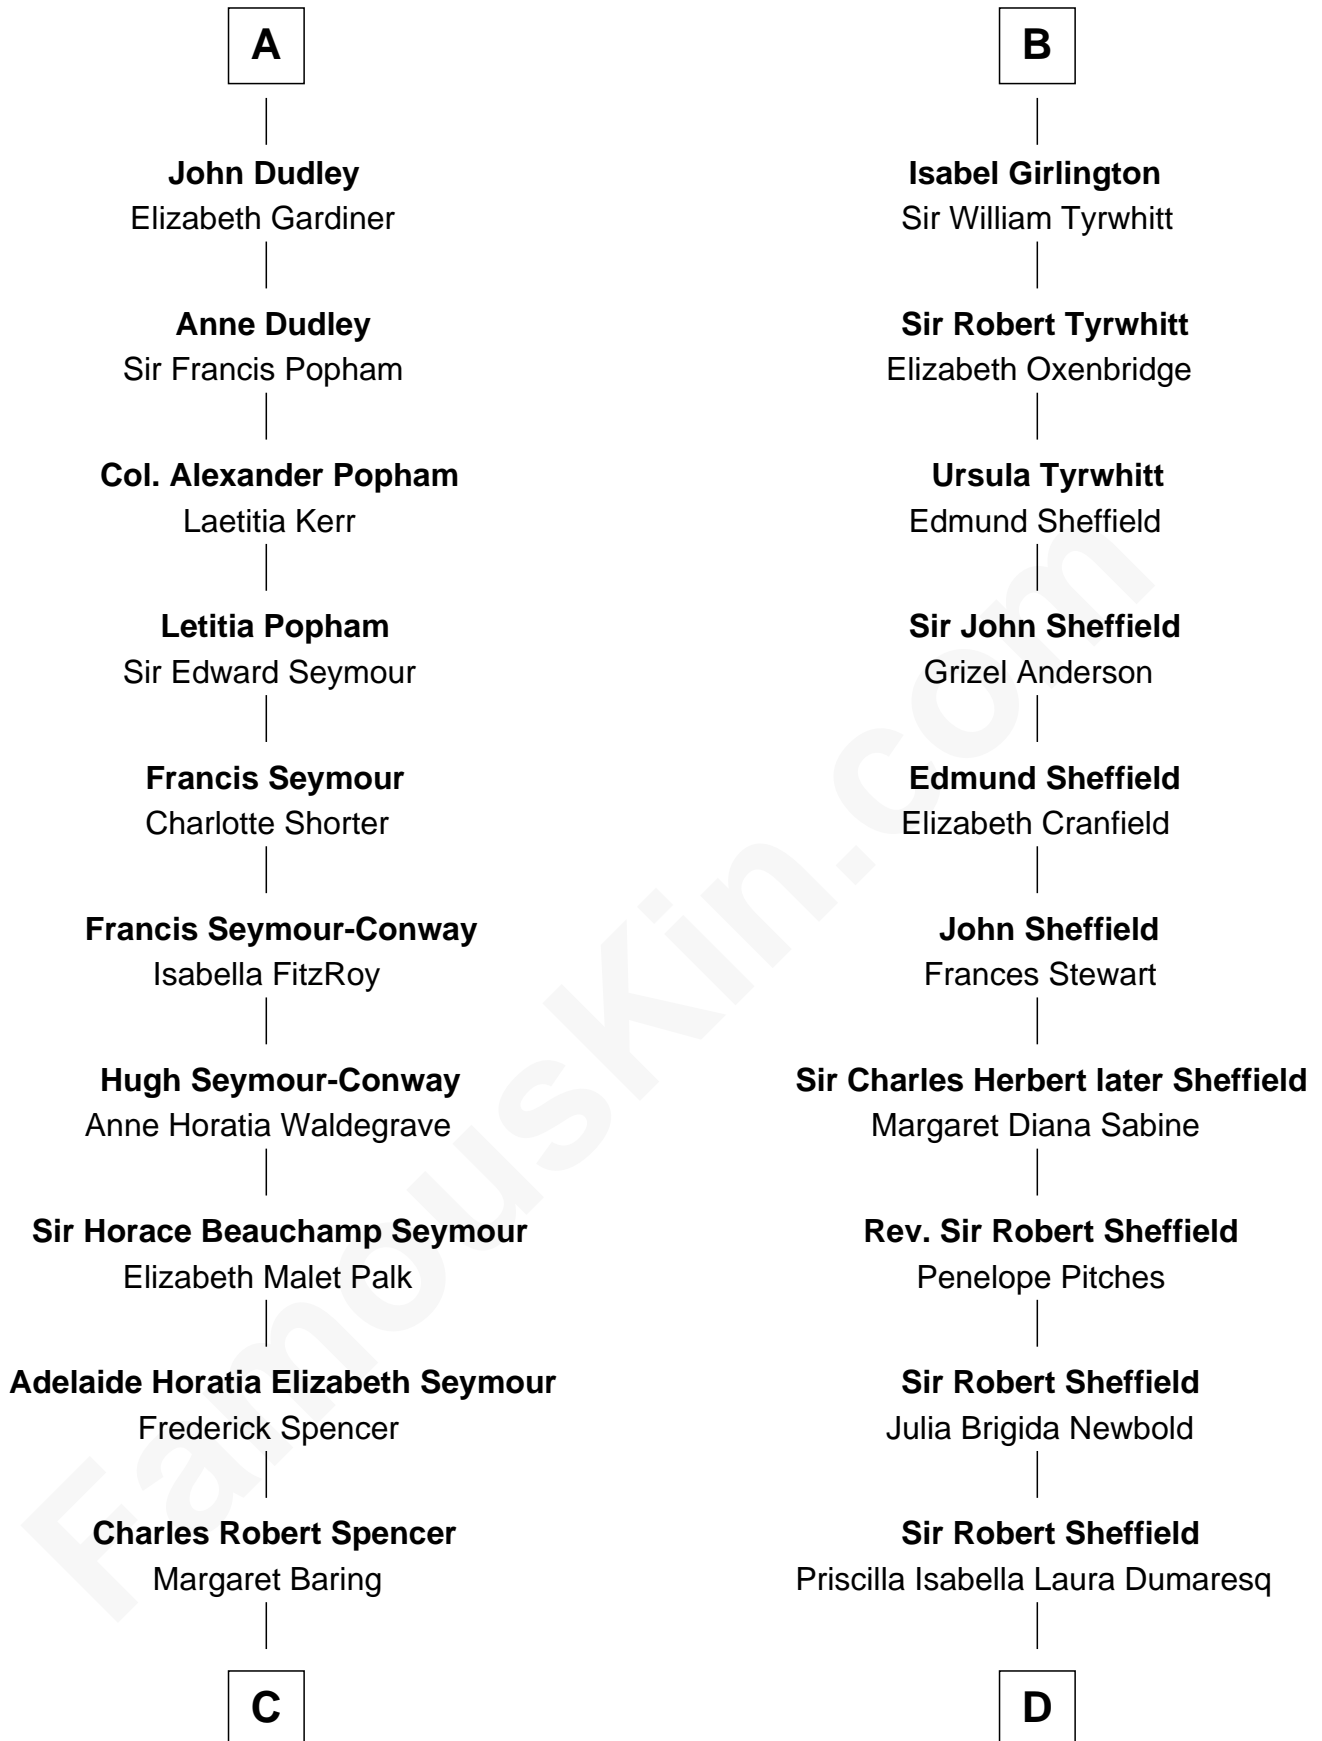 A
John Dudley
Elizabeth Gardiner
Anne Dudley
Sir Francis Popham
Col. Alexander Popham
Laetitia Kerr
Letitia Popham
Sir Edward Seymour
Francis Seymour
Charlotte Shorter
Francis Seymour-Conway
Isabella FitzRoy
Hugh Seymour-Conway
Anne Horatia Waldegrave
Sir Horace Beauchamp Seymour
Elizabeth Malet Palk
Adelaide Horatia Elizabeth Seymour
Frederick Spencer
Charles Robert Spencer
Margaret Baring
C
B
Isabel Girlington
Sir William Tyrwhitt
Sir Robert Tyrwhitt
Elizabeth Oxenbridge
Ursula Tyrwhitt
Edmund Sheffield
Sir John Sheffield
Grizel Anderson
Edmund Sheffield
Elizabeth Cranfield
John Sheffield
Frances Stewart
Sir Charles Herbert later Sheffield
Margaret Diana Sabine
Rev. Sir Robert Sheffield
Penelope Pitches
Sir Robert Sheffield
Julia Brigida Newbold
Sir Robert Sheffield
Priscilla Isabella Laura Dumaresq
D
FamousKin.com